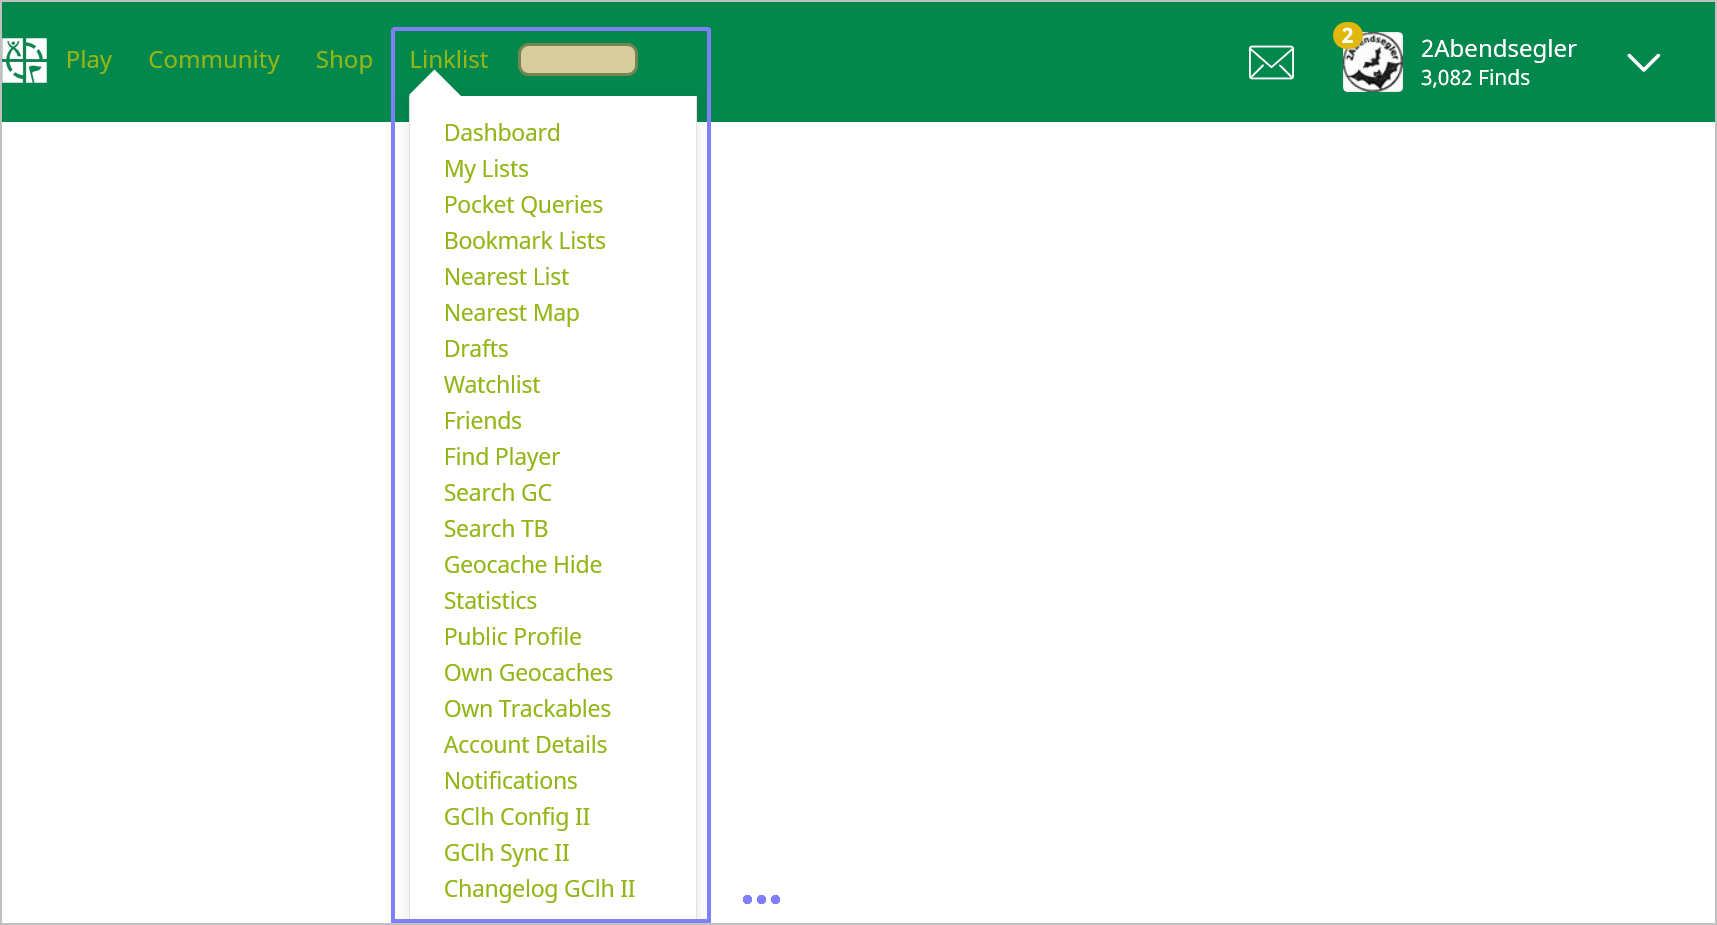 Play Community Shop Linklist
2
2Abendsegler
2Abendsegler
3,082 Finds
Dashboard
My Lists
Pocket Queries
Bookmark Lists
Nearest List
Nearest Map
Drafts
Watchlist
Friends
Find Player
Search GC
Search TB
Geocache Hide
Statistics
Public Profile
Own Geocaches
Own Trackables
Account Details
Notifications
GClh Config II
GClh Sync II
Changelog GClh II